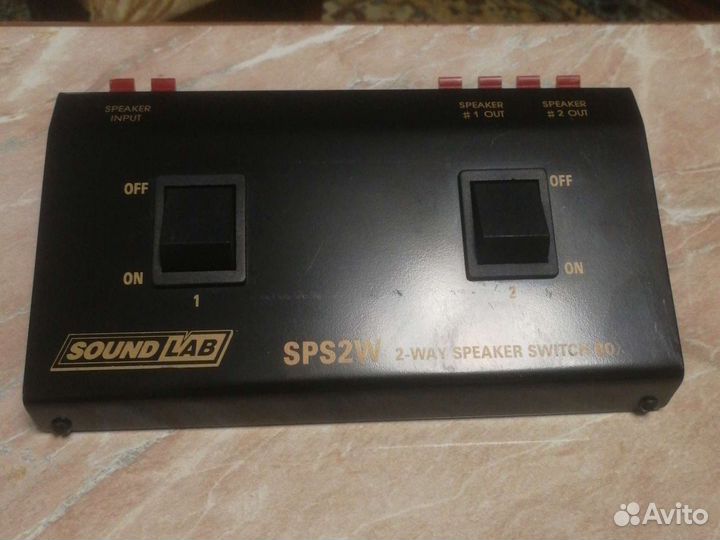 SPEAKER
INPUT
SPEAKER
#1 OUT
SPEAKER
#2 OUT
OFF
ON
1
OFF
ON
2
SOUND LAB
SPS2W 2-WAY SPEAKER SWITCH
Avito